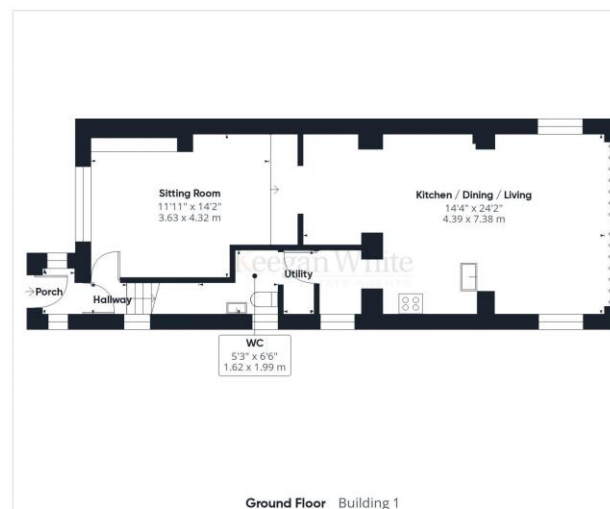 Sitting Room
11'11" x 14'2"
3.63 x 4.32 m
Kitchen / Dining / Living
14'4" x 24'2"
4.39 x 7.38 m
Keegan White
Utility
Porch
Hallway
WC
5'3" x 6'6"
1.62 x 1.99 m
Ground Floor Building 1